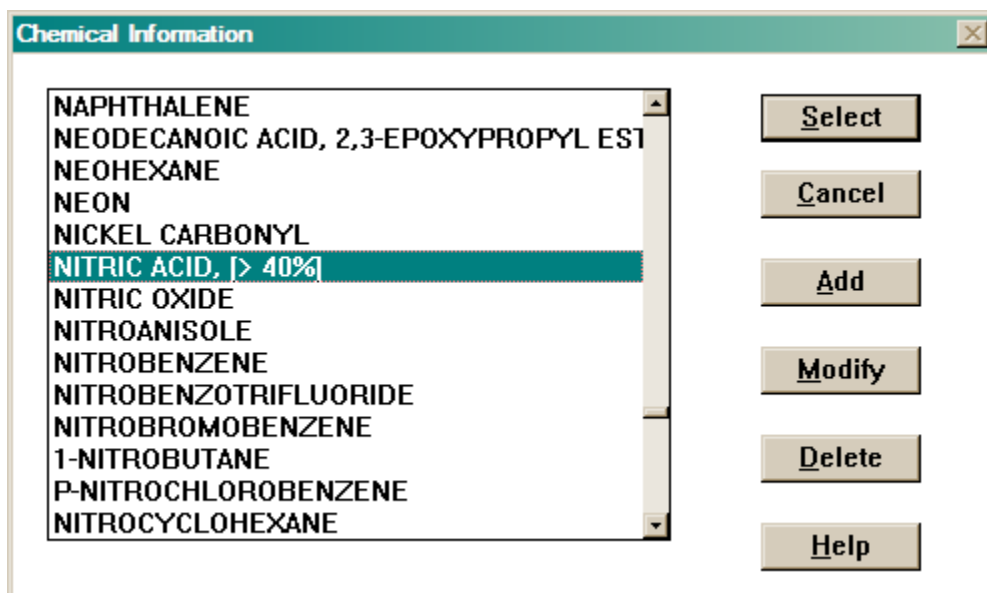 Chemical Information
NAPHTHALENE
NEODECANOIC ACID, 2,3-EPOXYPROPYL EST
NEOHEXANE
NEON
NICKEL CARBONYL
NITRIC ACID, [> 40%]
NITRIC OXIDE
NITROANISOLE
NITROBENZENE
NITROBENZOTRIFLUORIDE
NITROBROMOBENZENE
1-NITROBUTANE
P-NITROCHLOROBENZENE
NITROCYCLOHEXANE
Select
Cancel
Add
Modify
Delete
Help